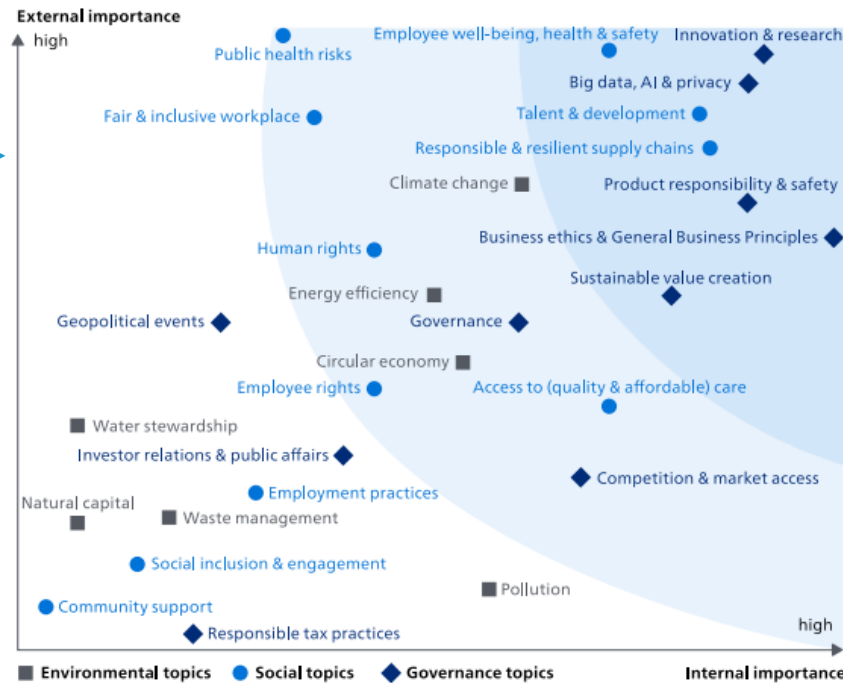 External importance
high
Public health risks
Employee well-being, health & safety
Innovation & research
Big data, AI & privacy
Fair & inclusive workplace
Talent & development
Responsible & resilient supply chains
Climate change
Product responsibility & safety
Business ethics & General Business Principles
Human rights
Sustainable value creation
Energy efficiency
Geopolitical events
Governance
Circular economy
Employee rights
Access to (quality & affordable) care
Water stewardship
Investor relations & public affairs
Competition & market access
Employment practices
Natural capital
Waste management
Social inclusion & engagement
Pollution
Community support
high
Responsible tax practices
Environmental topics
Social topics
Governance topics
Internal importance